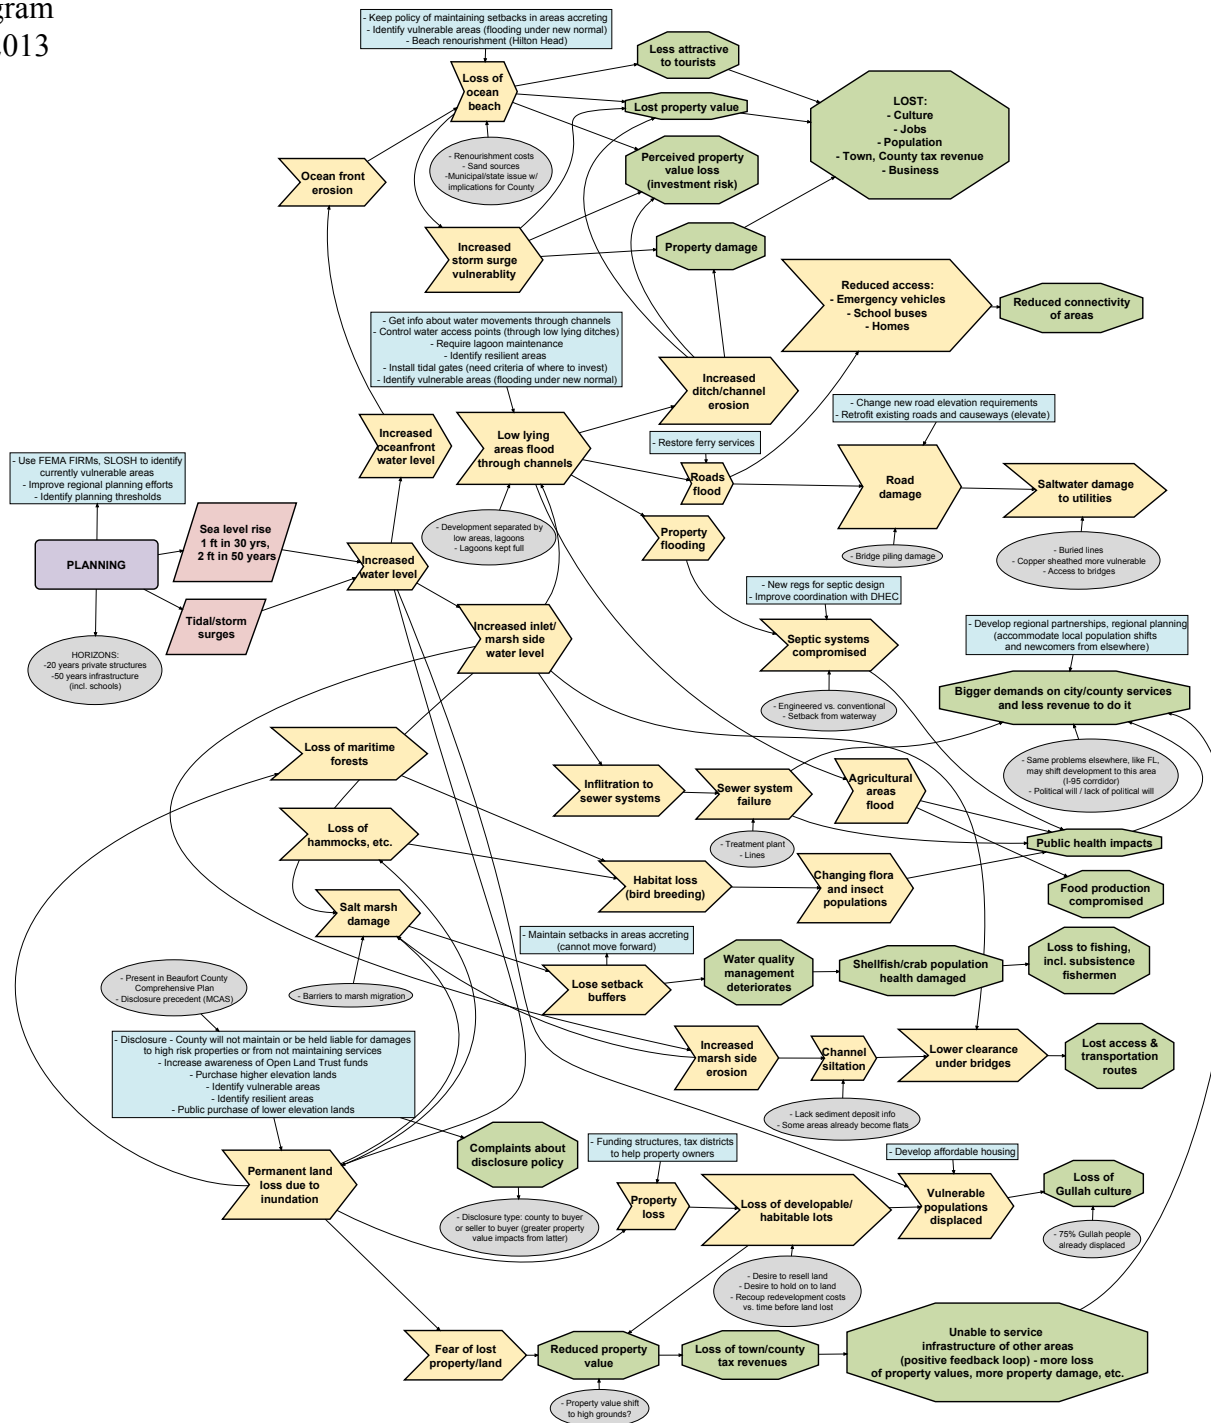 gram
2013
- Keep policy of maintaining setbacks in areas accreting
- Identify vulnerable areas (flooding under new normal)
- Beach renourishment (Hilton Head)
Less attractive
to tourists
Loss of
ocean
beach
Lost property value
LOST:
- Culture
- Jobs
- Population
- Town, County tax revenue
- Business
- Renourishment costs
- Sand sources
-Municipal/state issue w/
implications for County
Perceived property
value loss
(investment risk)
Ocean front
erosion
Increased
storm surge
vulnerablity
Property damage
Reduced access:
- Emergency vehicles
- School buses
- Homes
Reduced connectivity
of areas
- Get info about water movements through channels
- Control water access points (through low lying ditches)
- Require lagoon maintenance
- Identify resilient areas
- Install tidal gates (need criteria of where to invest)
- Identify vulnerable areas (flooding under new normal)
Increased
ditch/channel
erosion
- Change new road elevation requirements
- Retrofit existing roads and causeways (elevate)
Increased
oceanfront
water level
Low lying
areas flood
through channels
- Restore ferry services
- Use FEMA FIRMs, SLOSH to identify
currently vulnerable areas
- Improve regional planning efforts
- Identify planning thresholds
Roads
flood
Road
damage
Saltwater damage
to utilities
Sea level rise
1 ft in 30 yrs,
2 ft in 50 years
- Development separated by
low areas, lagoons
- Lagoons kept full
Property
flooding
- Bridge piling damage
- Buried lines
- Copper sheathed more vulnerable
- Access to bridges
PLANNING
Increased
water level
- New regs for septic design
- Improve coordination with DHEC
Tidal/storm
surges
Increased inlet/
marsh side
water level
Septic systems
compromised
- Develop regional partnerships, regional planning
(accommodate local population shifts
and newcomers from elsewhere)
HORIZONS:
-20 years private structures
-50 years infrastructure
(incl. schools)
- Engineered vs. conventional
- Setback from waterway
Bigger demands on city/county services
and less revenue to do it
Loss of maritime
forests
Inflitration to
sewer systems
Sewer system
failure
Agricultural
areas
flood
- Same problems elsewhere, like FL,
may shift development to this area
(I-95 corrdidor)
- Political will / lack of political will
Loss of
hammocks, etc.
- Treatment plant
- Lines
Public health impacts
Habitat loss
(bird breeding)
Changing flora
and insect
populations
Food production
compromised
Salt marsh
damage
- Maintain setbacks in areas accreting
(cannot move forward)
- Present in Beaufort County
Comprehensive Plan
- Disclosure precedent (MCAS)
- Barriers to marsh migration
Lose setback
buffers
Water quality
management
deteriorates
Shellfish/crab population
health damaged
Loss to fishing,
incl. subsistence
fishermen
- Disclosure - County will not maintain or be held liable for damages
to high risk properties or from not maintaining services
- Increase awareness of Open Land Trust funds
- Purchase higher elevation lands
- Identify vulnerable areas
- Identify resilient areas
- Public purchase of lower elevation lands
Increased
marsh side
erosion
Channel
siltation
Lower clearance
under bridges
Lost access &
transportation
routes
- Lack sediment deposit info
- Some areas already become flats
Permanent land
loss due to
inundation
Complaints about
disclosure policy
- Funding structures, tax districts
to help property owners
- Develop affordable housing
Property
loss
Loss of developable/
habitable lots
Vulnerable
populations
displaced
Loss of
Gullah culture
- Disclosure type: county to buyer
or seller to buyer (greater property
value impacts from latter)
- 75% Gullah people
already displaced
- Desire to resell land
- Desire to hold on to land
- Recoup redevelopment costs
vs. time before land lost
Fear of lost
property/land
Reduced property
value
Loss of town/county
tax revenues
Unable to service
infrastructure of other areas
(positive feedback loop) - more loss
of property values, more property damage, etc.
- Property value shift
to high grounds?